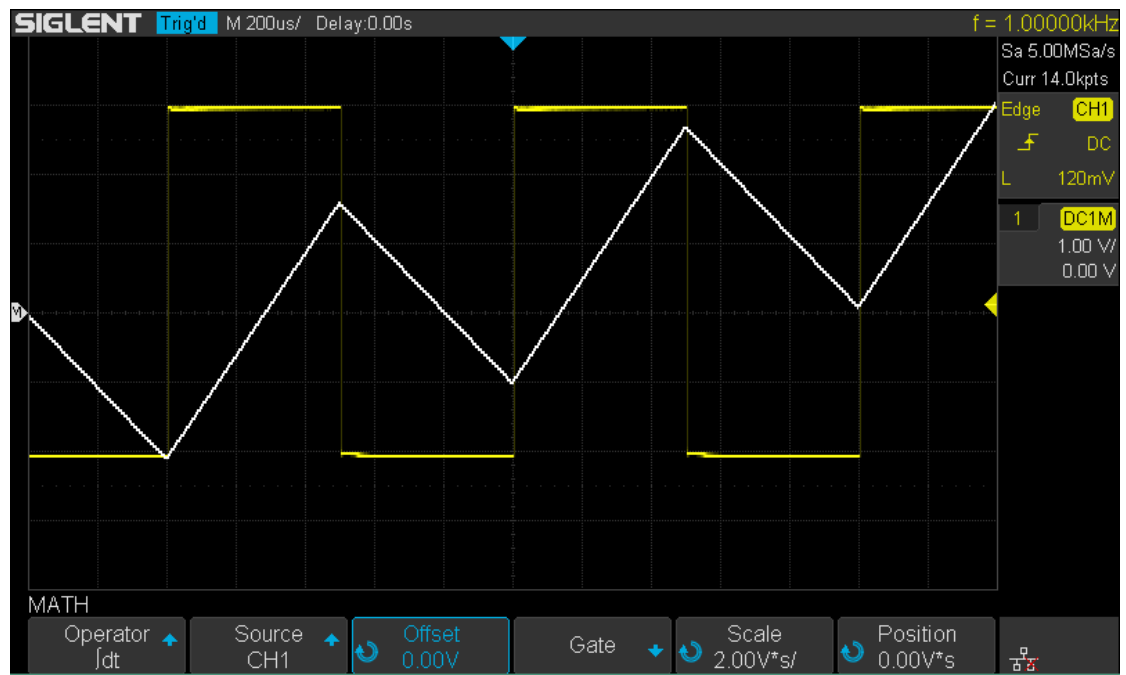 SIGLENT Trig'd M 200us/ Delay:0.00s f = 1.00000kHz
Sa 5.00MSa/s
Curr 14.0kpts
Edge CH1
DC
L 120mV
1 DC1M
1.00 V/
0.00 V
M
MATH
Operator Source Offset Gate Scale Position
∫dt CH1 0.00V 2.00V*s/ 0.00V*s